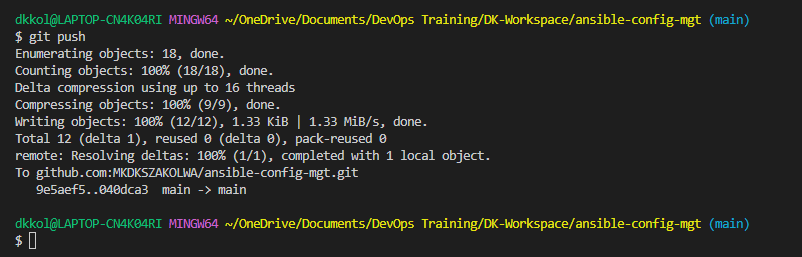 dkkol@LAPTOP-CN4K04RI MINGW64 ~/OneDrive/Documents/DevOps Training/DK-Workspace/ansible-config-mgt (main)
$ git push
Enumerating objects: 18, done.
Counting objects: 100% (18/18), done.
Delta compression using up to 16 threads
Compressing objects: 100% (9/9), done.
Writing objects: 100% (12/12), 1.33 KiB | 1.33 MiB/s, done.
Total 12 (delta 1), reused 0 (delta 0), pack-reused 0
remote: Resolving deltas: 100% (1/1), completed with 1 local object.
To github.com:MKDKSZAKOLWA/ansible-config-mgt.git
   9e5aef5..040dca3  main -> main
dkkol@LAPTOP-CN4K04RI MINGW64 ~/OneDrive/Documents/DevOps Training/DK-Workspace/ansible-config-mgt (main)
$